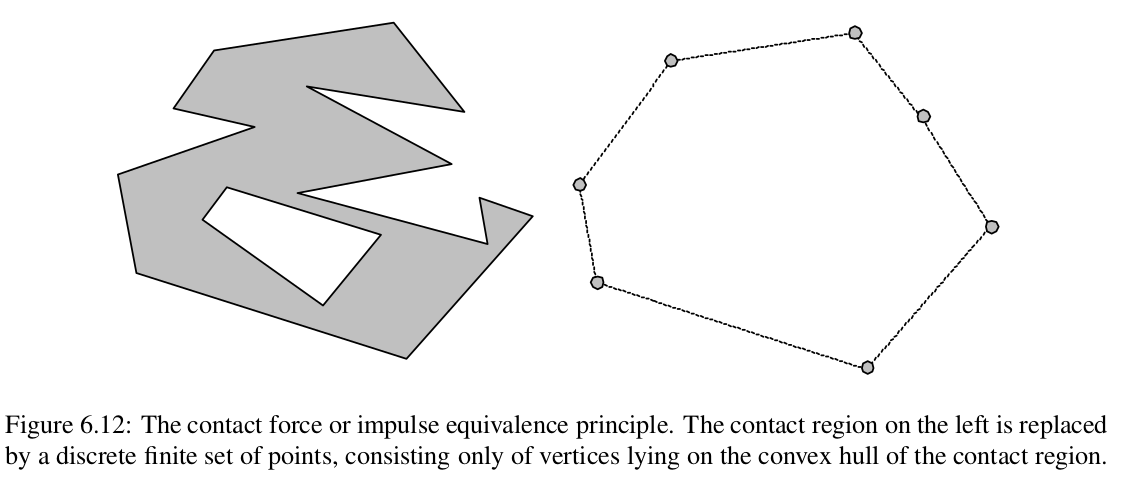 Figure 6.12: The contact force or impulse equivalence principle. The contact region on the left is replaced
by a discrete finite set of points, consisting only of vertices lying on the convex hull of the contact region.